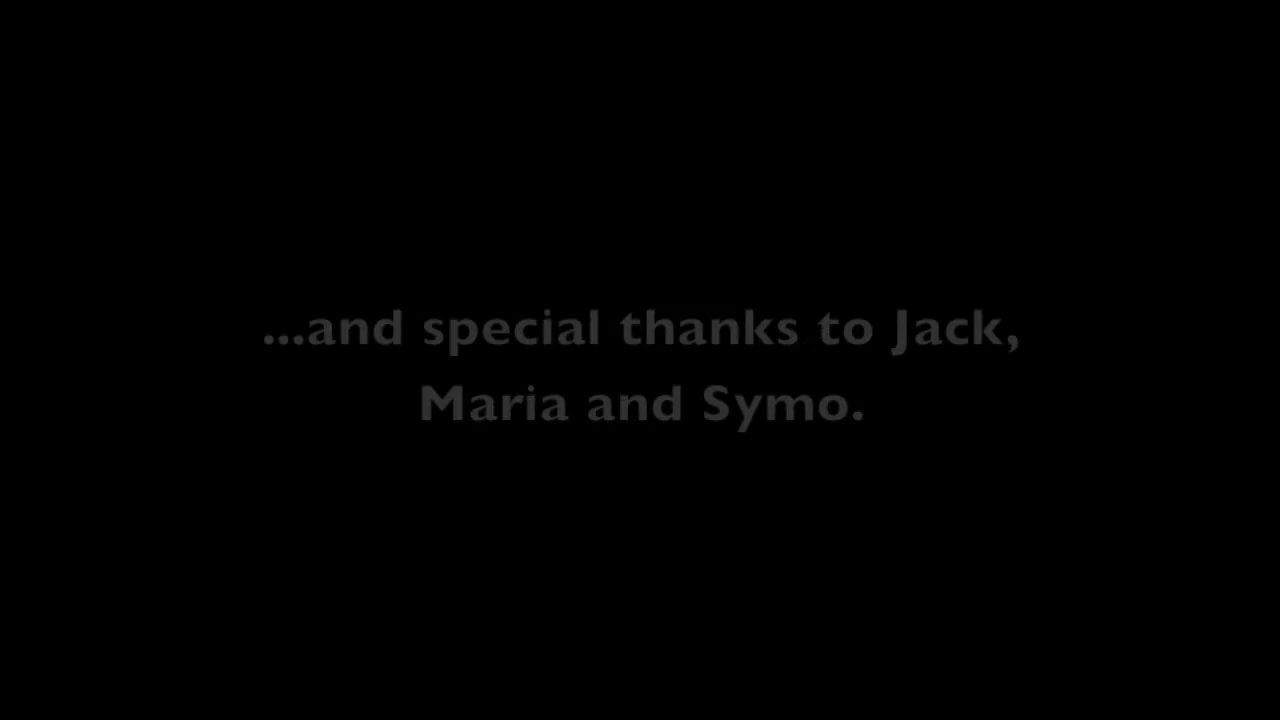 ...and special thanks to Jack,
Maria and Symo.